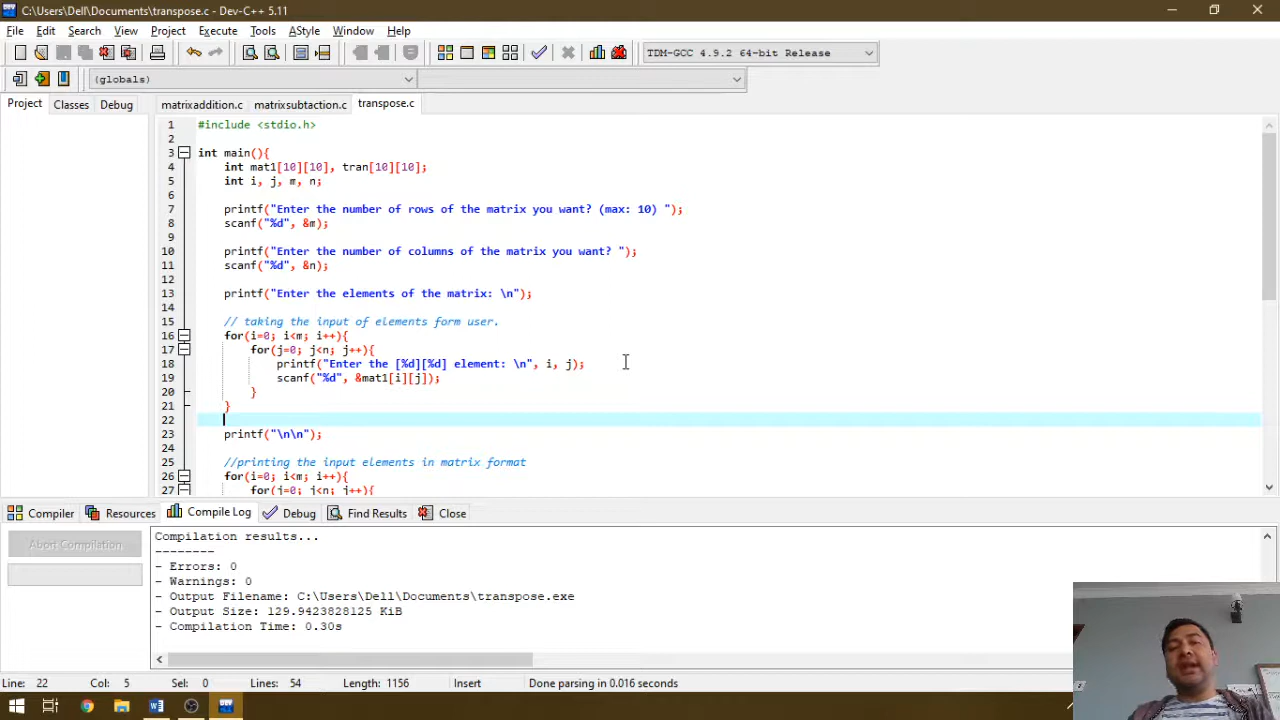 C:\Users\Dell\Documents\transpose.c - Dev-C++ 5.11
File Edit Search View Project Execute Tools AStyle Window Help
TDM-GCC 4.9.2 64-bit Release
(globals)
Project Classes Debug
matrixaddition.c matrixsubtaction.c transpose.c
1 #include <stdio.h>
2
3 int main(){
4 int mat1[10][10], tran[10][10];
5 int i, j, m, n;
6
7 printf("Enter the number of rows of the matrix you want? (max: 10) ");
8 scanf("%d", &m);
9
10 printf("Enter the number of columns of the matrix you want? ");
11 scanf("%d", &n);
12
13 printf("Enter the elements of the matrix: \n");
14
15 // taking the input of elements form user.
16 for(i=0; i<m; i++){
17 for(j=0; j<n; j++){
18 printf("Enter the [%d][%d] element: \n", i, j);
19 scanf("%d", &mat1[i][j]);
20 }
21 }
22
23 printf("\n\n");
24
25 //printing the input elements in matrix format
26 for(i=0; i<m; i++){
27 for(j=0; j<n; j++){
Compiler Resources Compile Log Debug Find Results Close
Abort Compilation
Compilation results...
--------
- Errors: 0
- Warnings: 0
- Output Filename: C:\Users\Dell\Documents\transpose.exe
- Output Size: 129.9423828125 KiB
- Compilation Time: 0.30s
Line: 22 Col: 5 Sel: 0 Lines: 54 Length: 1156 Insert Done parsing in 0.016 seconds